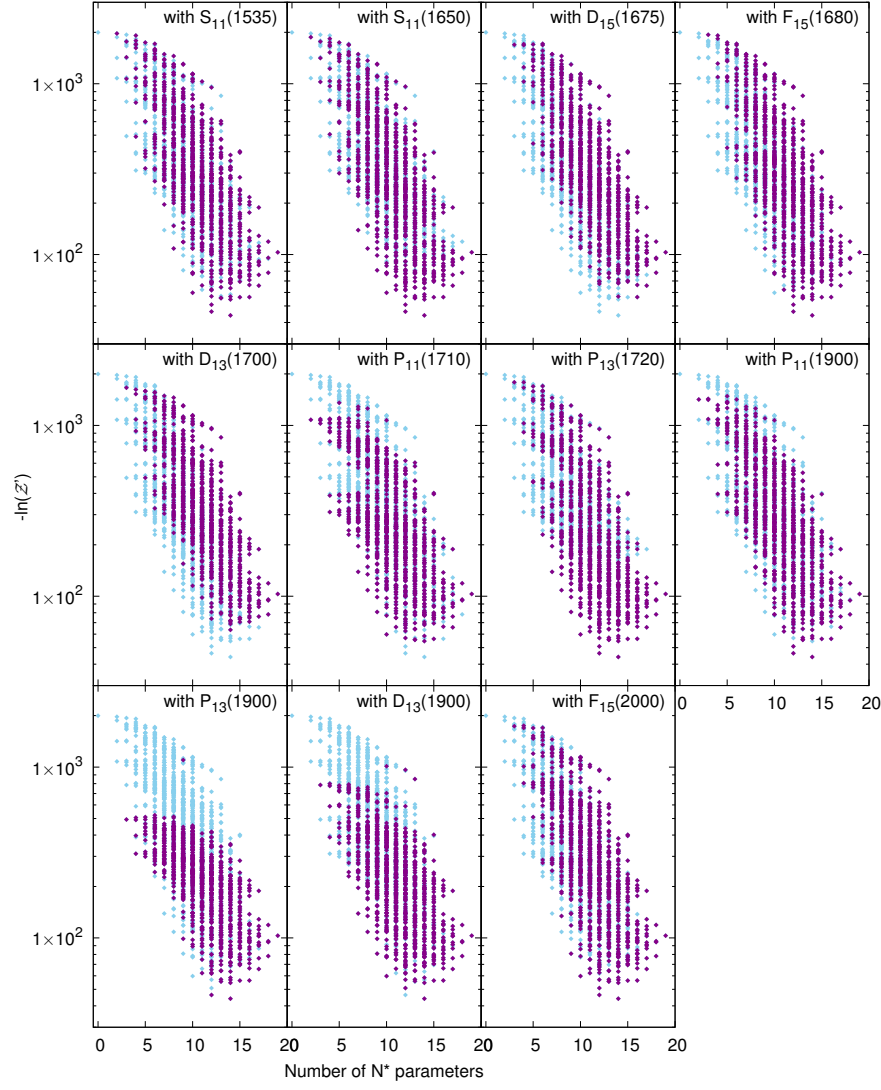 with S₁₁(1535)
with S₁₁(1650)
with D₁₅(1675)
with F₁₅(1680)
1×10³
1×10²
with D₁₃(1700)
with P₁₁(1710)
with P₁₃(1720)
with P₁₁(1900)
1×10³
-ln(𝒵')
1×10²
0 5 10 15 20
with P₁₃(1900)
with D₁₃(1900)
with F₁₅(2000)
1×10³
1×10²
0 5 10 15 20 0 5 10 15 20 0 5 10 15 20
Number of N* parameters